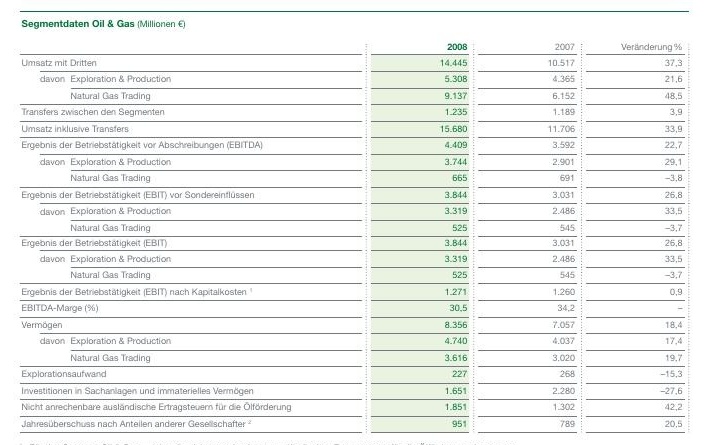 Segmentdaten Oil & Gas (Millionen €)
2008 2007 Veränderung %
Umsatz mit Dritten 14.445 10.517 37,3
davon Exploration & Production 5.308 4.365 21,6
Natural Gas Trading 9.137 6.152 48,5
Transfers zwischen den Segmenten 1.235 1.189 3,9
Umsatz inklusive Transfers 15.680 11.706 33,9
Ergebnis der Betriebstätigkeit vor Abschreibungen (EBITDA) 4.409 3.592 22,7
davon Exploration & Production 3.744 2.901 29,1
Natural Gas Trading 665 691 –3,8
Ergebnis der Betriebstätigkeit (EBIT) vor Sondereinflüssen 3.844 3.031 26,8
davon Exploration & Production 3.319 2.486 33,5
Natural Gas Trading 525 545 –3,7
Ergebnis der Betriebstätigkeit (EBIT) 3.844 3.031 26,8
davon Exploration & Production 3.319 2.486 33,5
Natural Gas Trading 525 545 –3,7
Ergebnis der Betriebstätigkeit (EBIT) nach Kapitalkosten ¹ 1.271 1.260 0,9
EBITDA-Marge (%) 30,5 34,2 –
Vermögen 8.356 7.057 18,4
davon Exploration & Production 4.740 4.037 17,4
Natural Gas Trading 3.616 3.020 19,7
Explorationsaufwand 227 268 –15,3
Investitionen in Sachanlagen und immaterielles Vermögen 1.651 2.280 –27,6
Nicht anrechenbare ausländische Ertragsteuern für die Ölförderung 1.851 1.302 42,2
Jahresüberschuss nach Anteilen anderer Gesellschafter ² 951 789 20,5